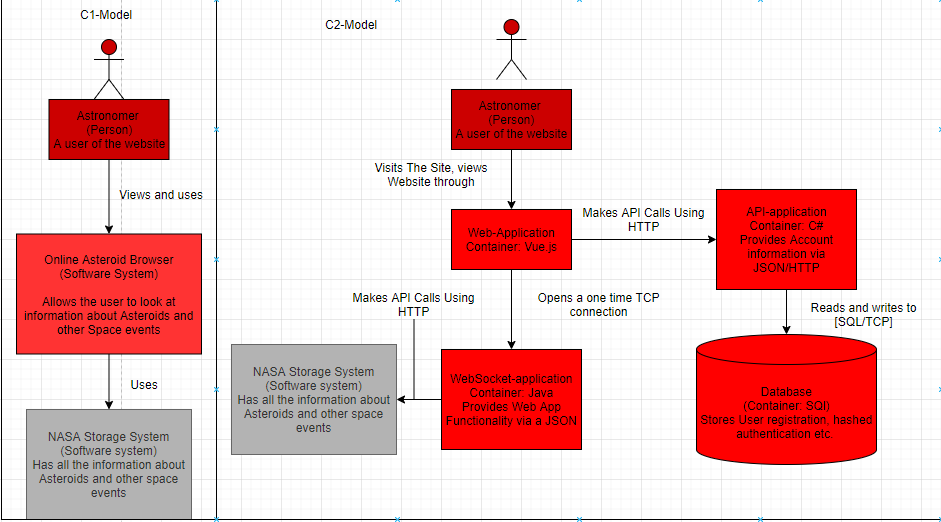 C1-Model
Astronomer
(Person)
A user of the website
Views and uses
Online Asteroid Browser
(Software System)
Allows the user to look at
information about Asteroids and
other Space events
Uses
NASA Storage System
(Software system)
Has all the information about
Asteroids and other space
events
C2-Model
Astronomer
(Person)
A user of the website
Visits The Site, views
Website through
Web-Application
Container: Vue.js
Makes API Calls Using
HTTP
API-application
Container: C#
Provides Account
information via
JSON/HTTP
Makes API Calls Using
HTTP
Opens a one time TCP
connection
Reads and writes to
[SQL/TCP]
NASA Storage System
(Software system)
Has all the information about
Asteroids and other space
events
WebSocket-application
Container: Java
Provides Web App
Functionality via a JSON
Database
(Container: SQl)
Stores User registration, hashed
authentication etc